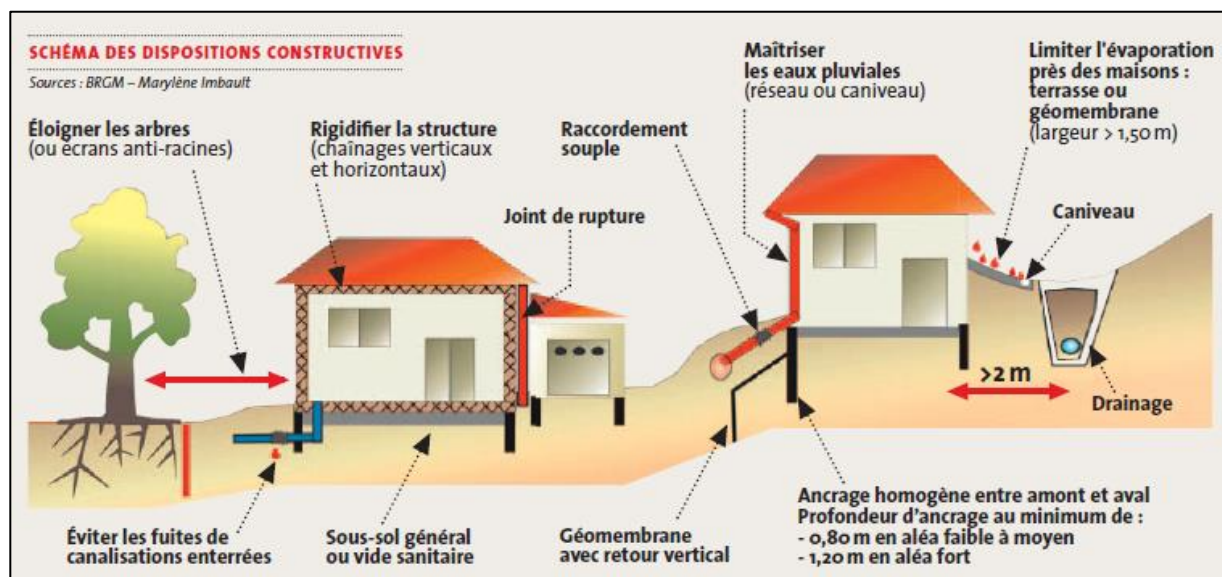 SCHÉMA DES DISPOSITIONS CONSTRUCTIVES
Sources : BRGM – Marylène Imbault
Éloigner les arbres
(ou écrans anti-racines)
Rigidifier la structure
(chaînages verticaux
et horizontaux)
Joint de rupture
Raccordement
souple
Maîtriser
les eaux pluviales
(réseau ou caniveau)
Limiter l'évaporation
près des maisons :
terrasse ou
géomembrane
(largeur > 1,50 m)
Caniveau
>2 m
Drainage
Éviter les fuites de
canalisations enterrées
Sous-sol général
ou vide sanitaire
Géomembrane
avec retour vertical
Ancrage homogène entre amont et aval
Profondeur d'ancrage au minimum de :
- 0,80 m en aléa faible à moyen
- 1,20 m en aléa fort